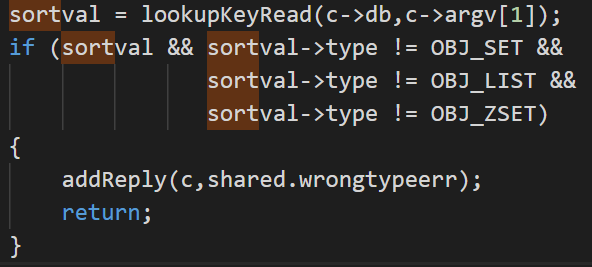 sortval = lookupKeyRead(c->db,c->argv[1]);
if (sortval && sortval->type != OBJ_SET &&
sortval->type != OBJ_LIST &&
sortval->type != OBJ_ZSET)
{
addReply(c,shared.wrongtypeerr);
return;
}